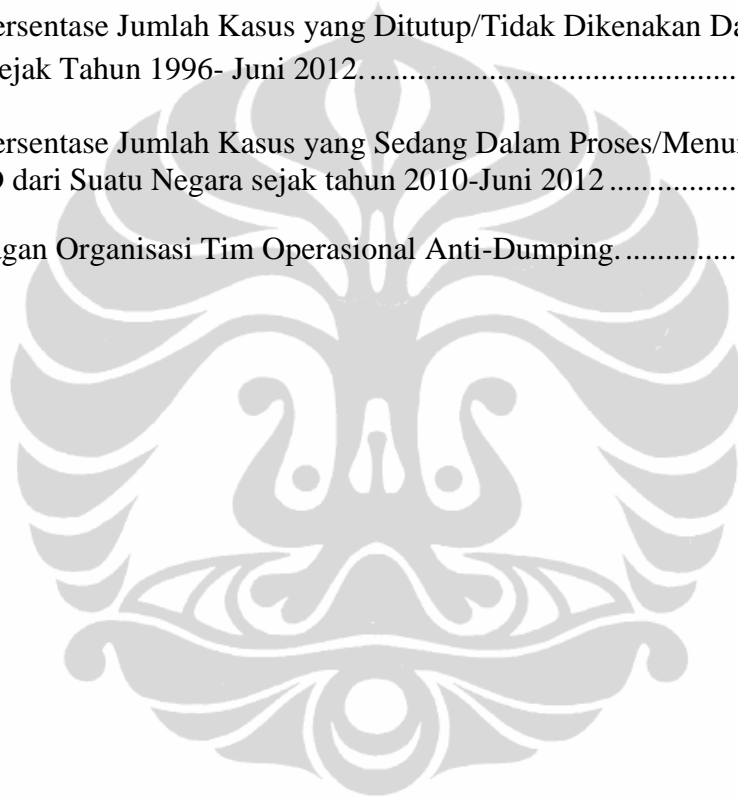 ersentase Jumlah Kasus yang Ditutup/Tidak Dikenakan Da
ejak Tahun 1996- Juni 2012.
ersentase Jumlah Kasus yang Sedang Dalam Proses/Menu
dari Suatu Negara sejak tahun 2010-Juni 2012
gan Organisasi Tim Operasional Anti-Dumping.